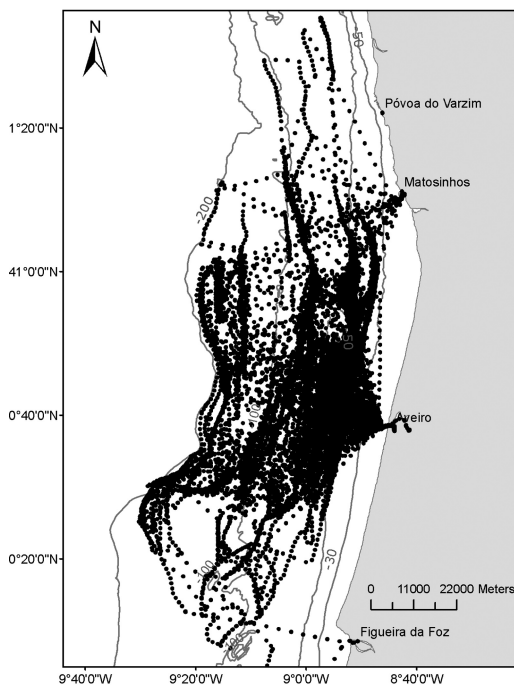 N
-50
Póvoa do Varzim
1°20'0"N
Matosinhos
-200
41°0'0"N
50
Aveiro
0°40'0"N
0°20'0"N
-30
0 11000 22000 Meters
Figueira da Foz
9°40'0"W 9°20'0"W 9°0'0"W 8°40'0"W